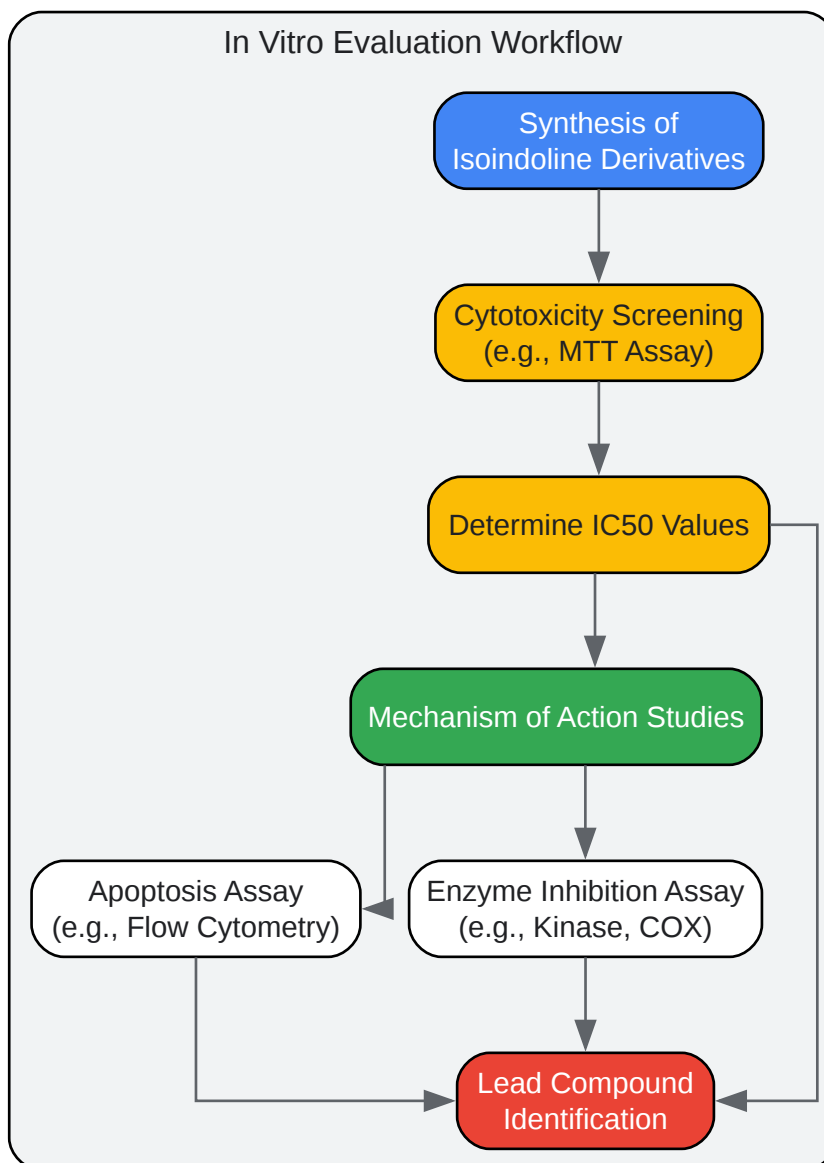 In Vitro Evaluation Workflow
Synthesis of
Isoindoline Derivatives
Cytotoxicity Screening
(e.g., MTT Assay)
Determine IC50 Values
Mechanism of Action Studies
Apoptosis Assay
(e.g., Flow Cytometry)
Enzyme Inhibition Assay
(e.g., Kinase, COX)
Lead Compound
Identification